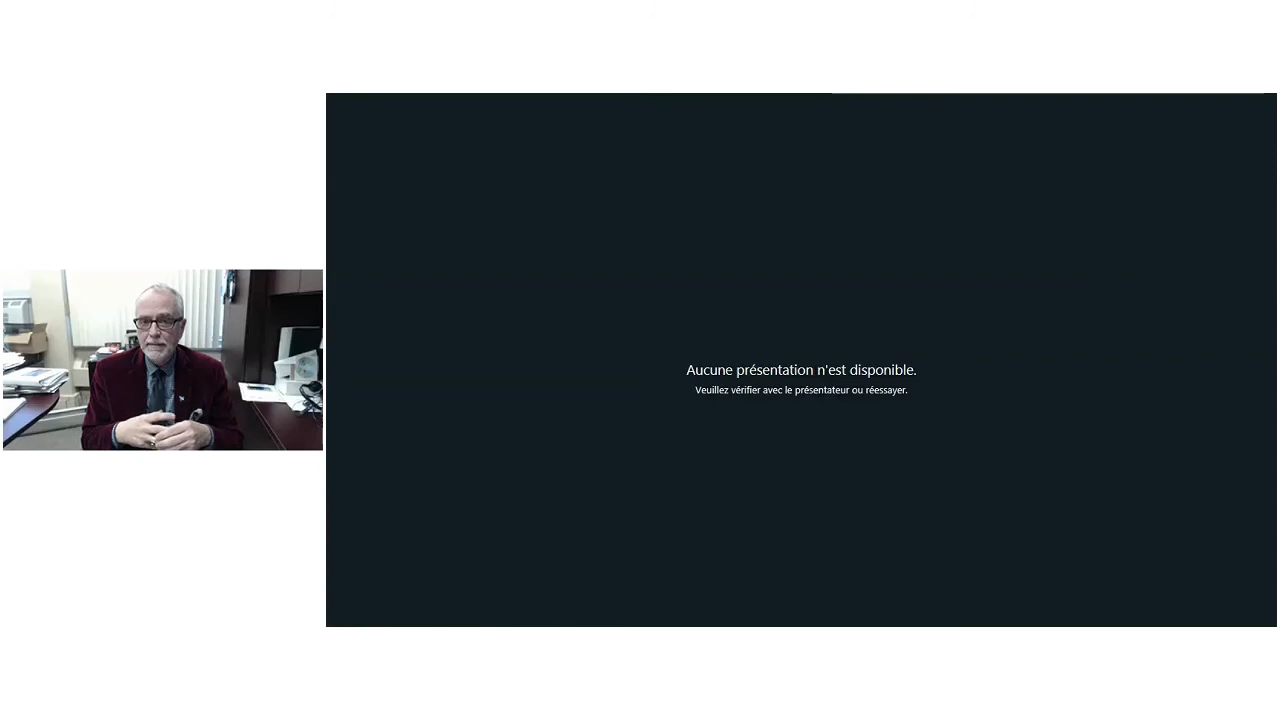 Aucune présentation n'est disponible.
Veuillez vérifier avec le présentateur ou réessayer.